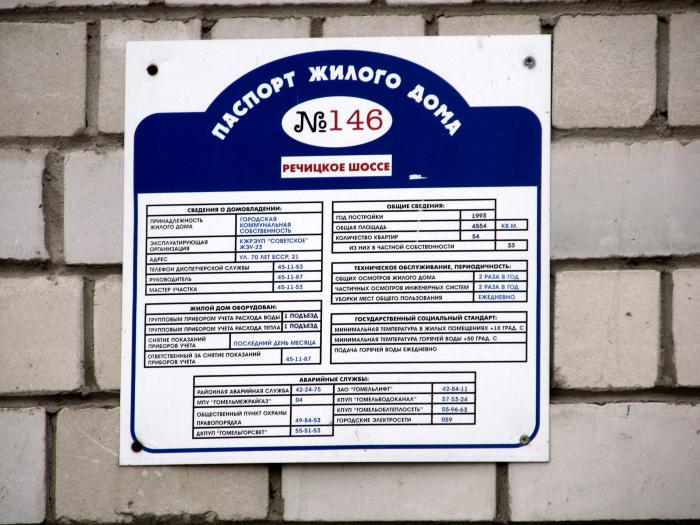 ПАСПОРТ ЖИЛОГО ДОМА
№146
РЕЧИЦКОЕ ШОССЕ
СВЕДЕНИЯ О ДОМОВЛАДЕНИИ:
ПРИНАДЛЕЖНОСТЬ ЖИЛОГО ДОМА ГОРОДСКАЯ КОММУНАЛЬНАЯ СОБСТВЕННОСТЬ
ЭКСПЛУАТИРУЮЩАЯ ОРГАНИЗАЦИЯ КЖРЭУП "СОВЕТСКОЕ" ЖЭУ-23
АДРЕС УЛ. 70 ЛЕТ БССР, 21
ТЕЛЕФОН ДИСПЕТЧЕРСКОЙ СЛУЖБЫ 45-11-53
РУКОВОДИТЕЛЬ 45-11-87
МАСТЕР УЧАСТКА 45-11-53
ЖИЛОЙ ДОМ ОБОРУДОВАН:
ГРУППОВЫМ ПРИБОРОМ УЧЕТА РАСХОДА ВОДЫ 1 ПОДЪЕЗД
ГРУППОВЫМ ПРИБОРОМ УЧЕТА РАСХОДА ТЕПЛА 1 ПОДЪЕЗД
СНЯТИЕ ПОКАЗАНИЙ ПРИБОРОВ УЧЕТА ПОСЛЕДНИЙ ДЕНЬ МЕСЯЦА
ОТВЕТСТВЕННЫЙ ЗА СНЯТИЕ ПОКАЗАНИЙ ПРИБОРОВ УЧЕТА 45-11-87
ОБЩИЕ СВЕДЕНИЯ:
ГОД ПОСТРОЙКИ 1993
ОБЩАЯ ПЛОЩАДЬ 4554 КВ.М.
КОЛИЧЕСТВО КВАРТИР 54
ИЗ НИХ В ЧАСТНОЙ СОБСТВЕННОСТИ 33
ТЕХНИЧЕСКОЕ ОБСЛУЖИВАНИЕ, ПЕРИОДИЧНОСТЬ:
ОБЩИХ ОСМОТРОВ ЖИЛОГО ДОМА 2 РАЗА В ГОД
ЧАСТИЧНЫХ ОСМОТРОВ ИНЖЕНЕРНЫХ СИСТЕМ 2 РАЗА В ГОД
УБОРКИ МЕСТ ОБЩЕГО ПОЛЬЗОВАНИЯ ЕЖЕДНЕВНО
ГОСУДАРСТВЕННЫЙ СОЦИАЛЬНЫЙ СТАНДАРТ:
МИНИМАЛЬНАЯ ТЕМПЕРАТУРА В ЖИЛЫХ ПОМЕЩЕНИЯХ +18 ГРАД. С
МИНИМАЛЬНАЯ ТЕМПЕРАТУРА ГОРЯЧЕЙ ВОДЫ +50 ГРАД. С
ПОДАЧА ГОРЯЧЕЙ ВОДЫ ЕЖЕДНЕВНО
АВАРИЙНЫЕ СЛУЖБЫ:
РАЙОННАЯ АВАРИЙНАЯ СЛУЖБА 42-24-75
МПУ "ГОМЕЛЬМЕЖРАЙГАЗ" 04
ОБЩЕСТВЕННЫЙ ПУНКТ ОХРАНЫ ПРАВОПОРЯДКА 49-84-53
ДКПУП "ГОМЕЛЬГОРСВЕТ" 55-51-53
ЗАО "ГОМЕЛЬЛИФТ" 42-84-11
КПУП "ГОМЕЛЬВОДОКАНАЛ" 57-53-24
КПУП "ГОМЕЛЬОБЛТЕПЛОСЕТЬ" 55-96-63
ГОРОДСКИЕ ЭЛЕКТРОСЕТИ 059